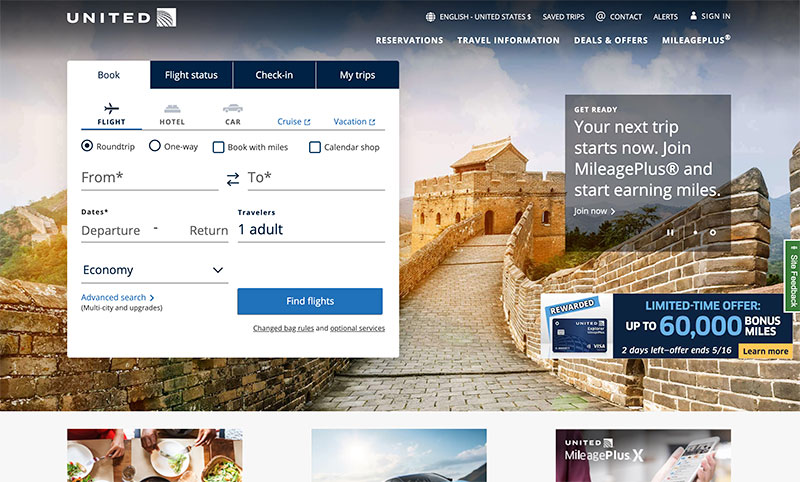 UNITED
ENGLISH - UNITED STATES $
SAVED TRIPS
@ CONTACT
ALERTS
SIGN IN
RESERVATIONS
TRAVEL INFORMATION
DEALS & OFFERS
MILEAGEPLUS®
Book
Flight status
Check-in
My trips
FLIGHT
HOTEL
CAR
Cruise
Vacation
Roundtrip
One-way
Book with miles
Calendar shop
From*
To*
Dates*
Departure - Return
Travelers
1 adult
Economy
Advanced search >
(Multi-city and upgrades)
Find flights
Changed bag rules and optional services
GET READY
Your next trip
starts now. Join
MileagePlus® and
start earning miles.
Join now >
Site Feedback
REWARDED
UNITED
Explorer
MileagePlus
VISA
LIMITED-TIME OFFER:
UP TO 60,000 BONUS MILES
2 days left–offer ends 5/16
Learn more
UNITED
MileagePlus X